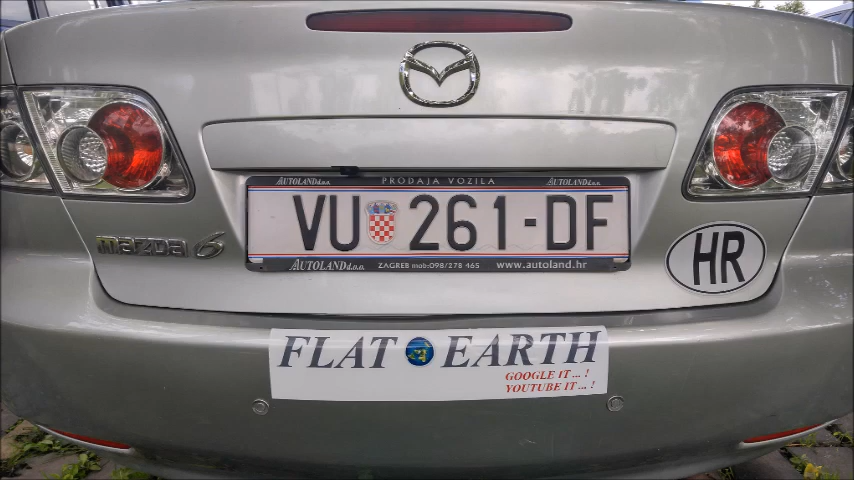 AUTOLAND d.o.o. PRODAJA VOZILA AUTOLAND d.o.o.
VU 261-DF
AUTOLAND d.o.o. ZAGREB mob:098/278 465 www.autoland.hr
mazda 6
HR
FLAT EARTH
GOOGLE IT ... !
YOUTUBE IT ... !